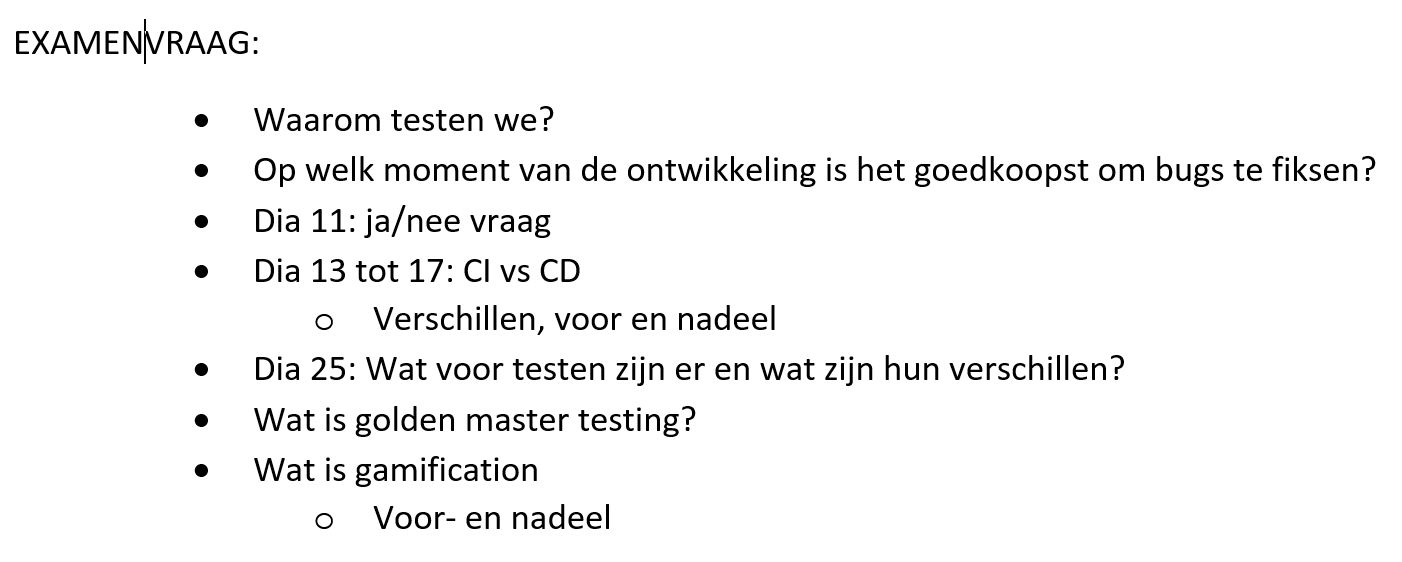 EXAMENVRAAG:
• Waarom testen we?
• Op welk moment van de ontwikkeling is het goedkoopst om bugs te fiksen?
• Dia 11: ja/nee vraag
• Dia 13 tot 17: CI vs CD
o Verschillen, voor en nadeel
• Dia 25: Wat voor testen zijn er en wat zijn hun verschillen?
• Wat is golden master testing?
• Wat is gamification
o Voor- en nadeel